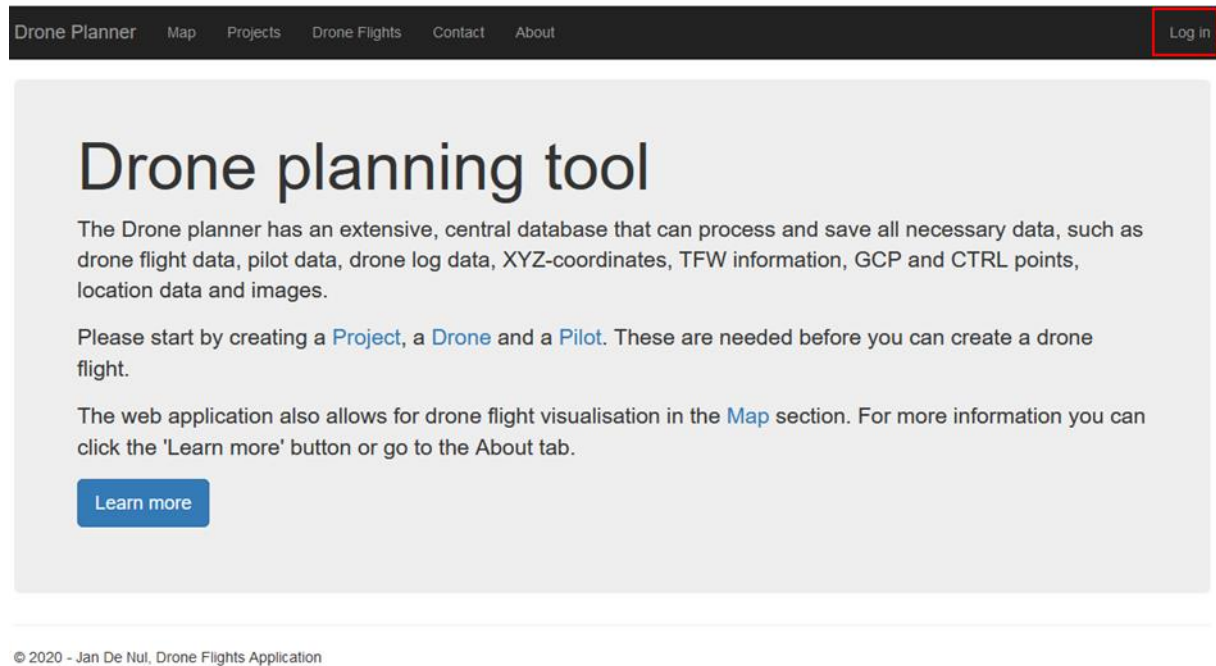 Drone Planner Map Projects Drone Flights Contact About Log in
Drone planning tool
The Drone planner has an extensive, central database that can process and save all necessary data, such as
drone flight data, pilot data, drone log data, XYZ-coordinates, TFW information, GCP and CTRL points,
location data and images.
Please start by creating a Project, a Drone and a Pilot. These are needed before you can create a drone
flight.
The web application also allows for drone flight visualisation in the Map section. For more information you can
click the 'Learn more' button or go to the About tab.
Learn more
© 2020 - Jan De Nul, Drone Flights Application